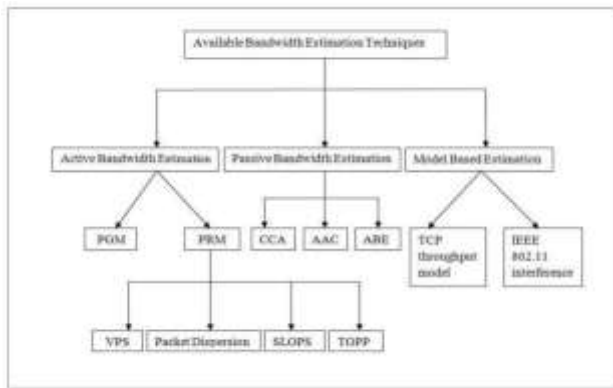 Available Bandwidth Estimation Techniques
Active Bandwidth Estimation
Passive Bandwidth Estimation
Model Based Estimation
PGM
PRM
CCA
AAC
ABE
TCP
throughput
model
IEEE
802.11
interference
VPS
Packet Dispersion
SLOPS
TOPP